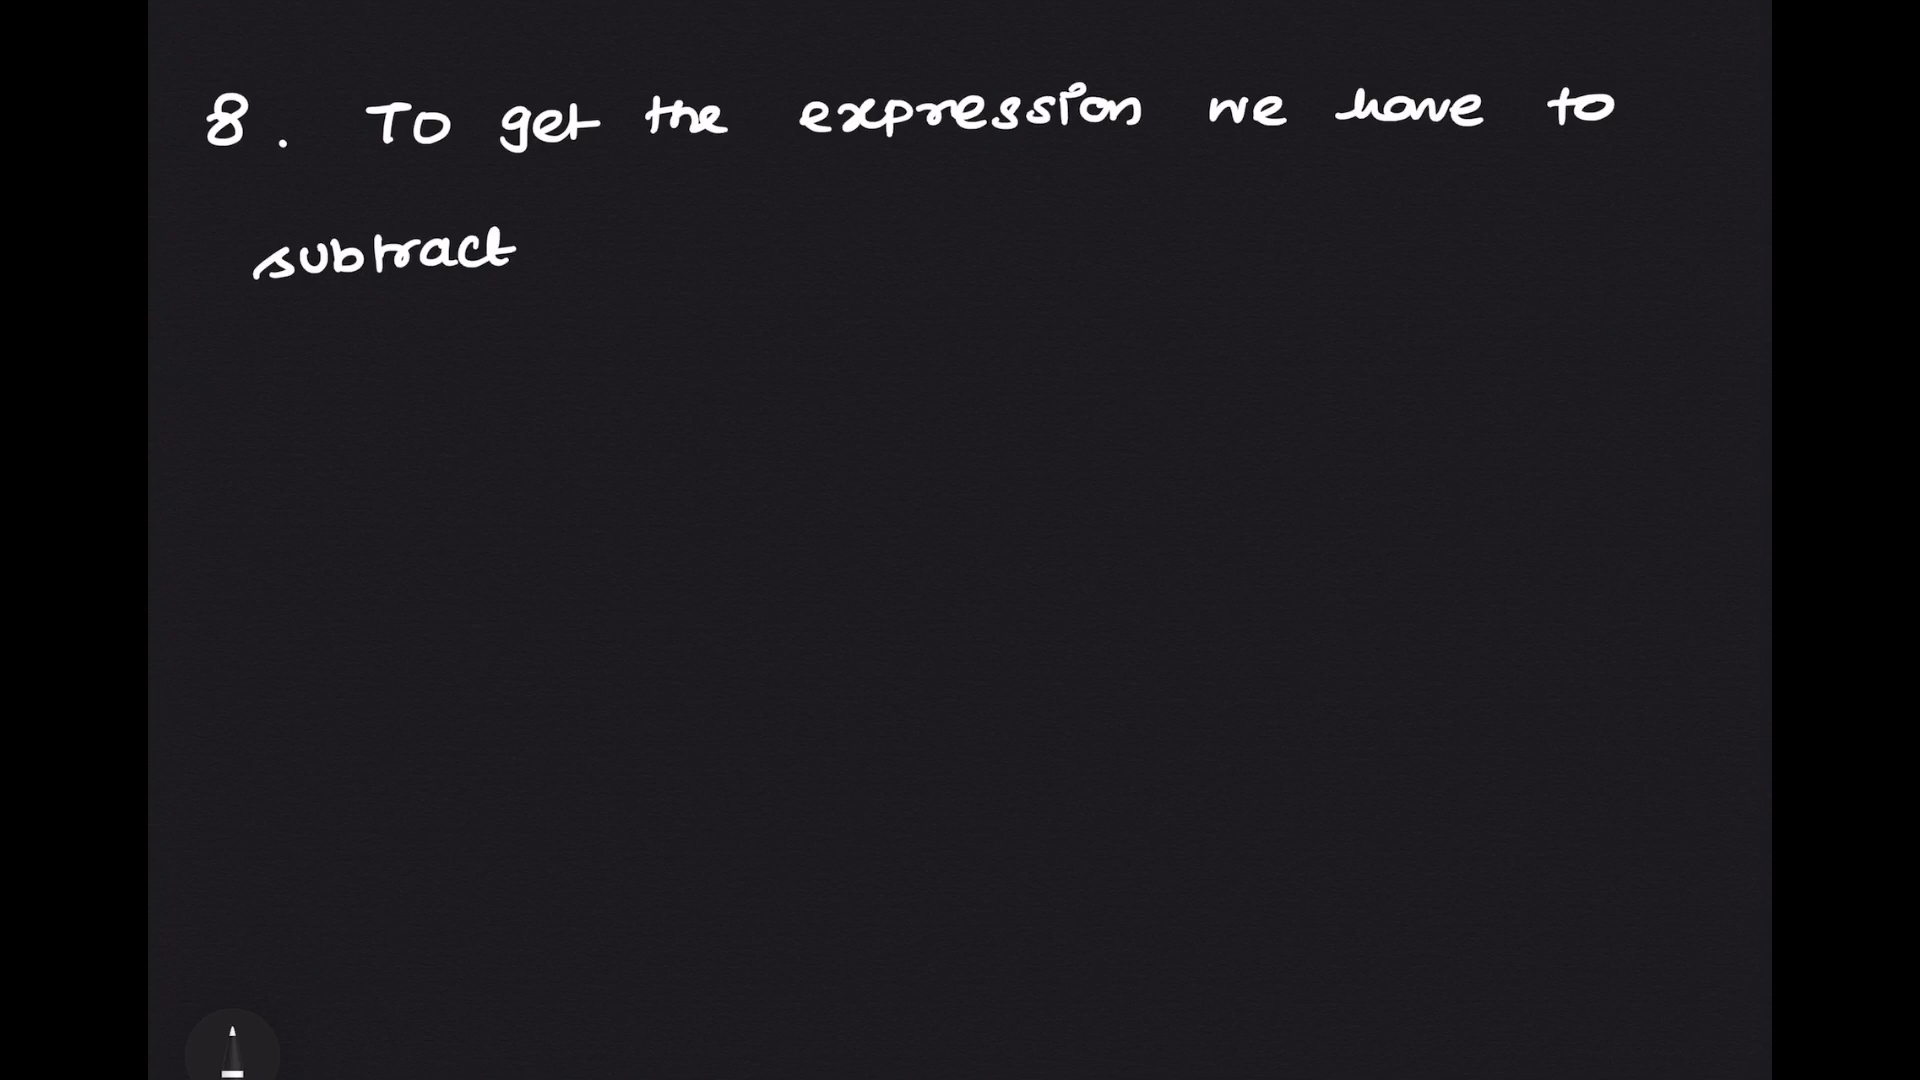 8. To get the expression we have to
subtract